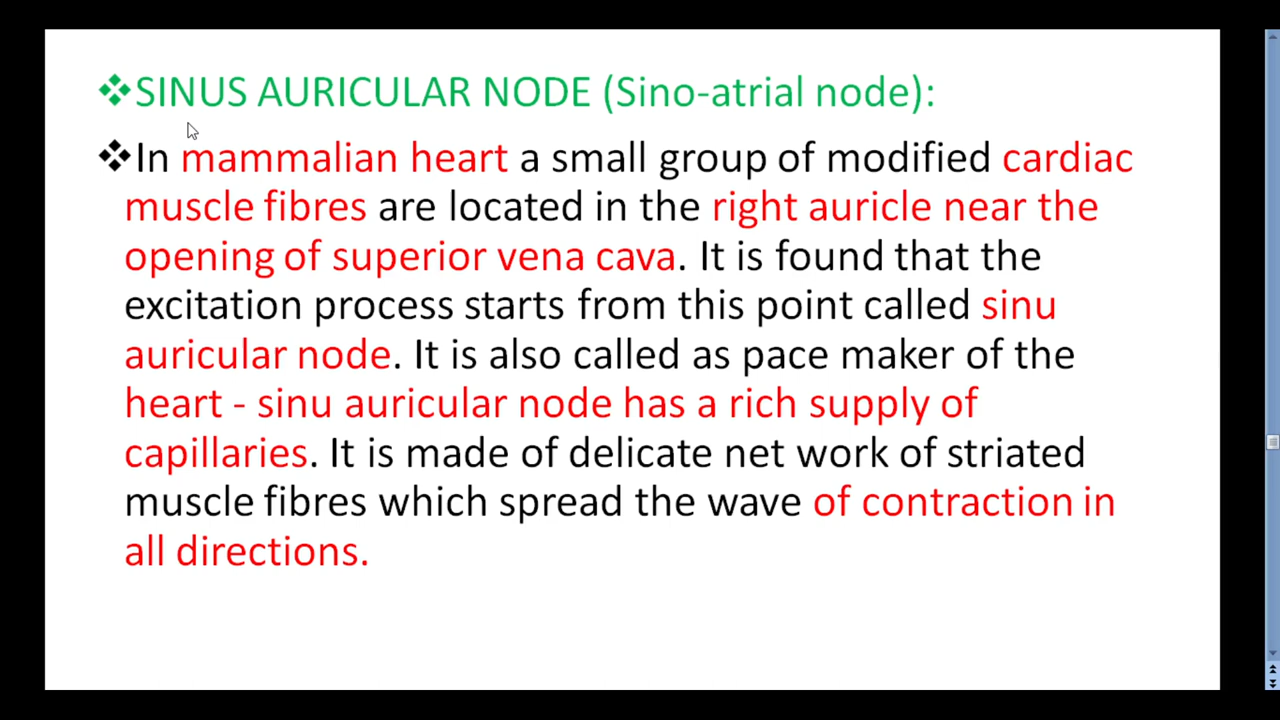 ❖SINUS AURICULAR NODE (Sino-atrial node):
❖In mammalian heart a small group of modified cardiac
muscle fibres are located in the right auricle near the
opening of superior vena cava. It is found that the
excitation process starts from this point called sinu
auricular node. It is also called as pace maker of the
heart - sinu auricular node has a rich supply of
capillaries. It is made of delicate net work of striated
muscle fibres which spread the wave of contraction in
all directions.